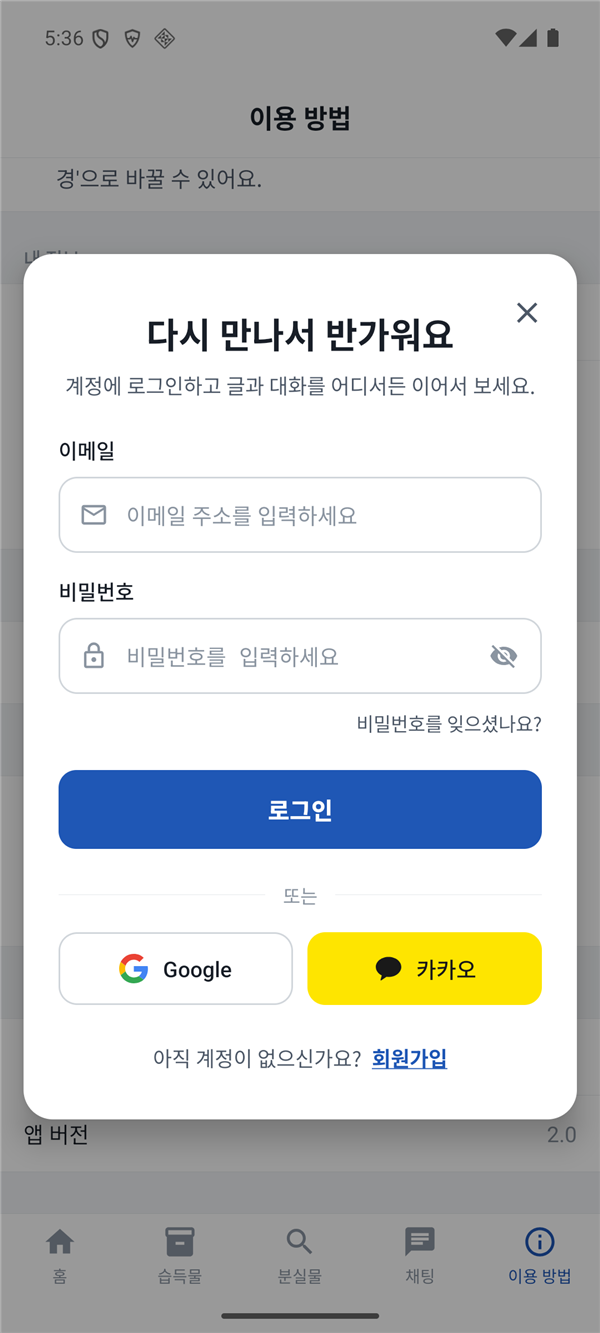 5:36
이용 방법
경'으로 바꿀 수 있어요.
다시 만나서 반가워요
계정에 로그인하고 글과 대화를 어디서든 이어서 보세요.
이메일
이메일 주소를 입력하세요
비밀번호
비밀번호를 입력하세요
비밀번호를 잊으셨나요?
로그인
또는
Google
카카오
아직 계정이 없으신가요? 회원가입
앱 버전 2.0
홈 습득물 분실물 채팅 이용 방법